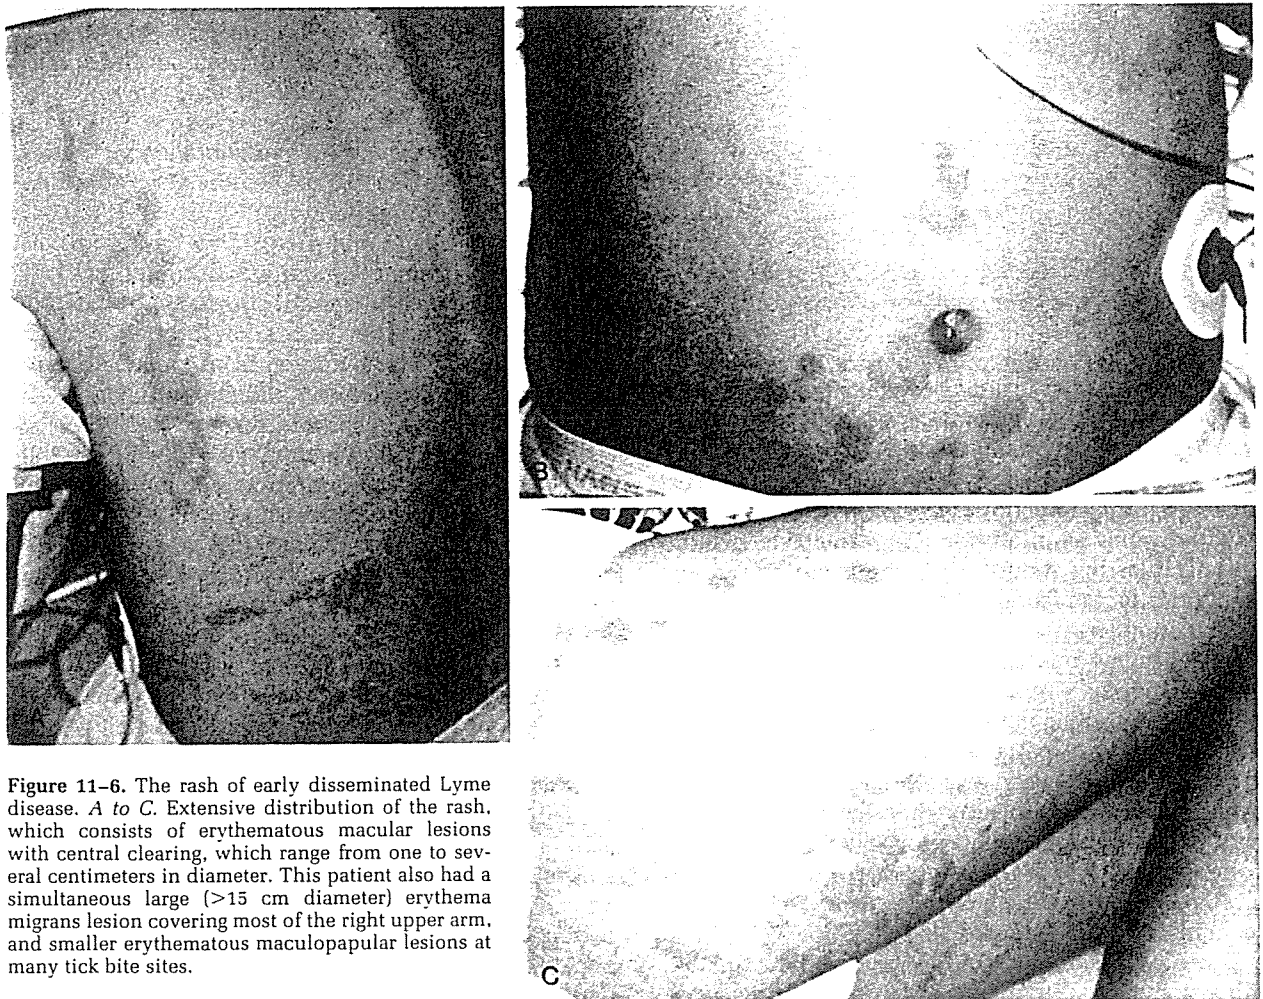 A
B
C
Figure 11–6. The rash of early disseminated Lyme
disease. A to C. Extensive distribution of the rash,
which consists of erythematous macular lesions
with central clearing, which range from one to sev-
eral centimeters in diameter. This patient also had a
simultaneous large (>15 cm diameter) erythema
migrans lesion covering most of the right upper arm,
and smaller erythematous maculopapular lesions at
many tick bite sites.